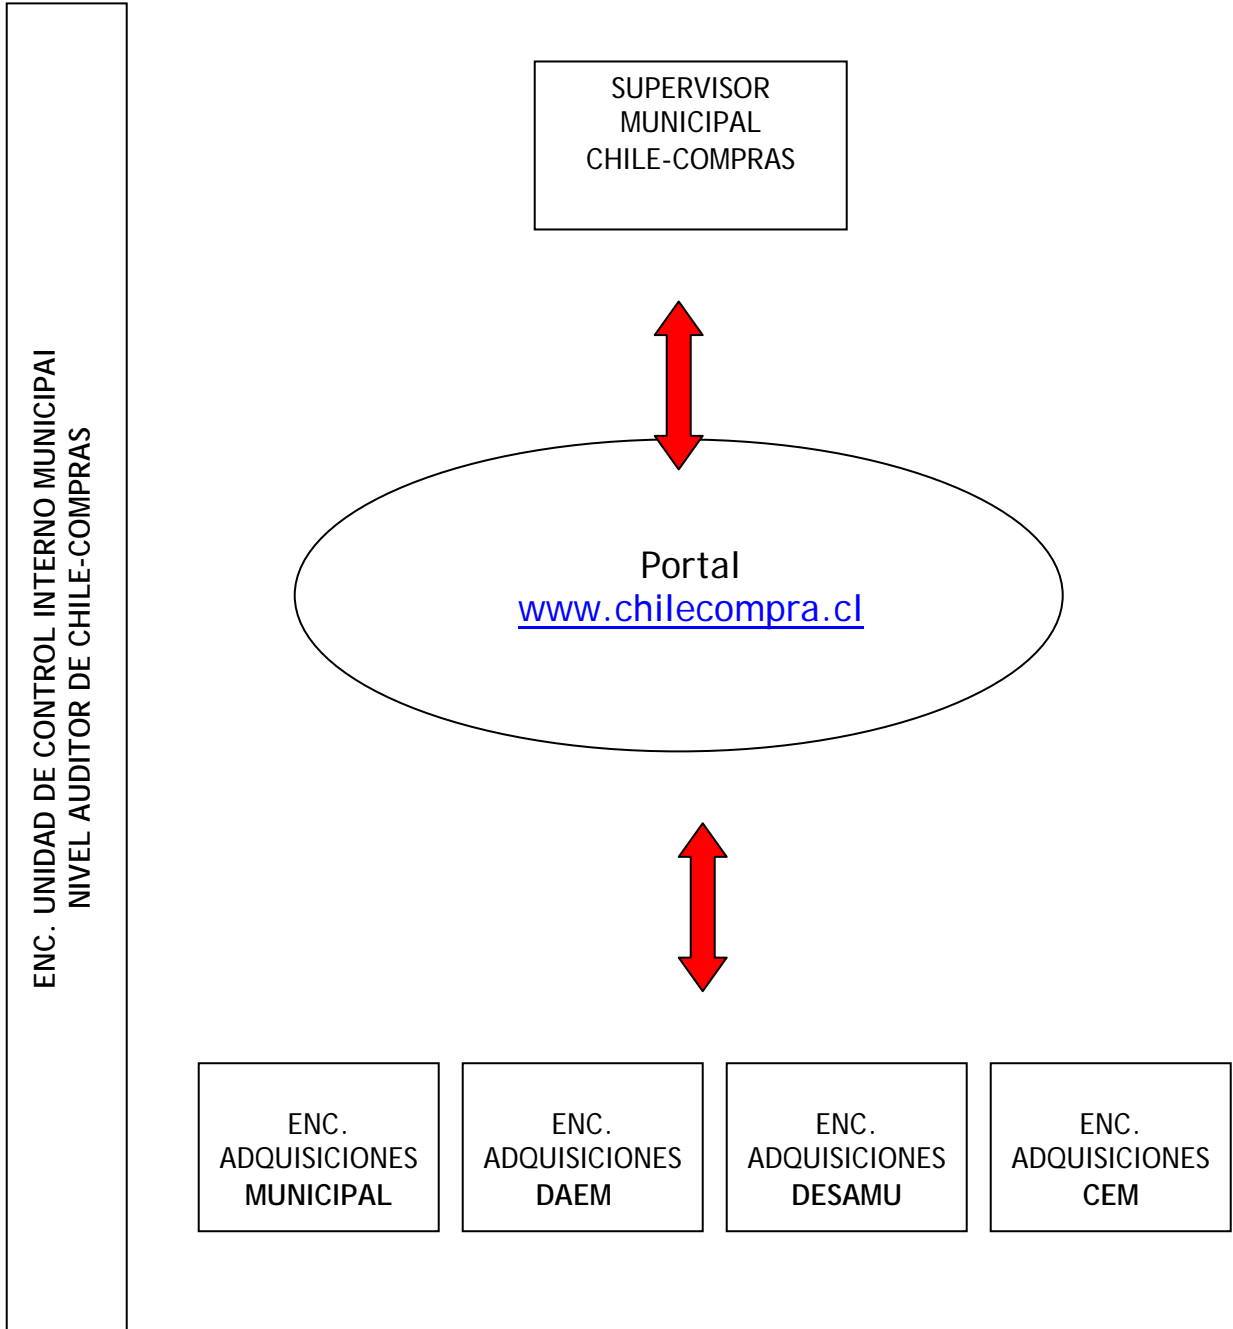 ENC. UNIDAD DE CONTROL INTERNO MUNICIPAl
NIVEL AUDITOR DE CHILE-COMPRAS
SUPERVISOR
MUNICIPAL
CHILE-COMPRAS
Portal
www.chilecompra.cl
ENC.
ADQUISICIONES
MUNICIPAL
ENC.
ADQUISICIONES
DAEM
ENC.
ADQUISICIONES
DESAMU
ENC.
ADQUISICIONES
CEM